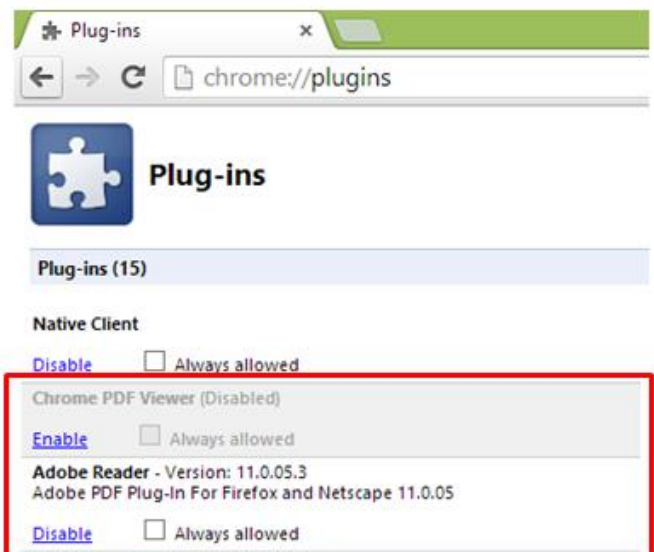 Plug-ins
chrome://plugins
Plug-ins
Plug-ins (15)
Native Client
Disable Always allowed
Chrome PDF Viewer (Disabled)
Enable Always allowed
Adobe Reader - Version: 11.0.05.3
Adobe PDF Plug-In For Firefox and Netscape 11.0.05
Disable Always allowed